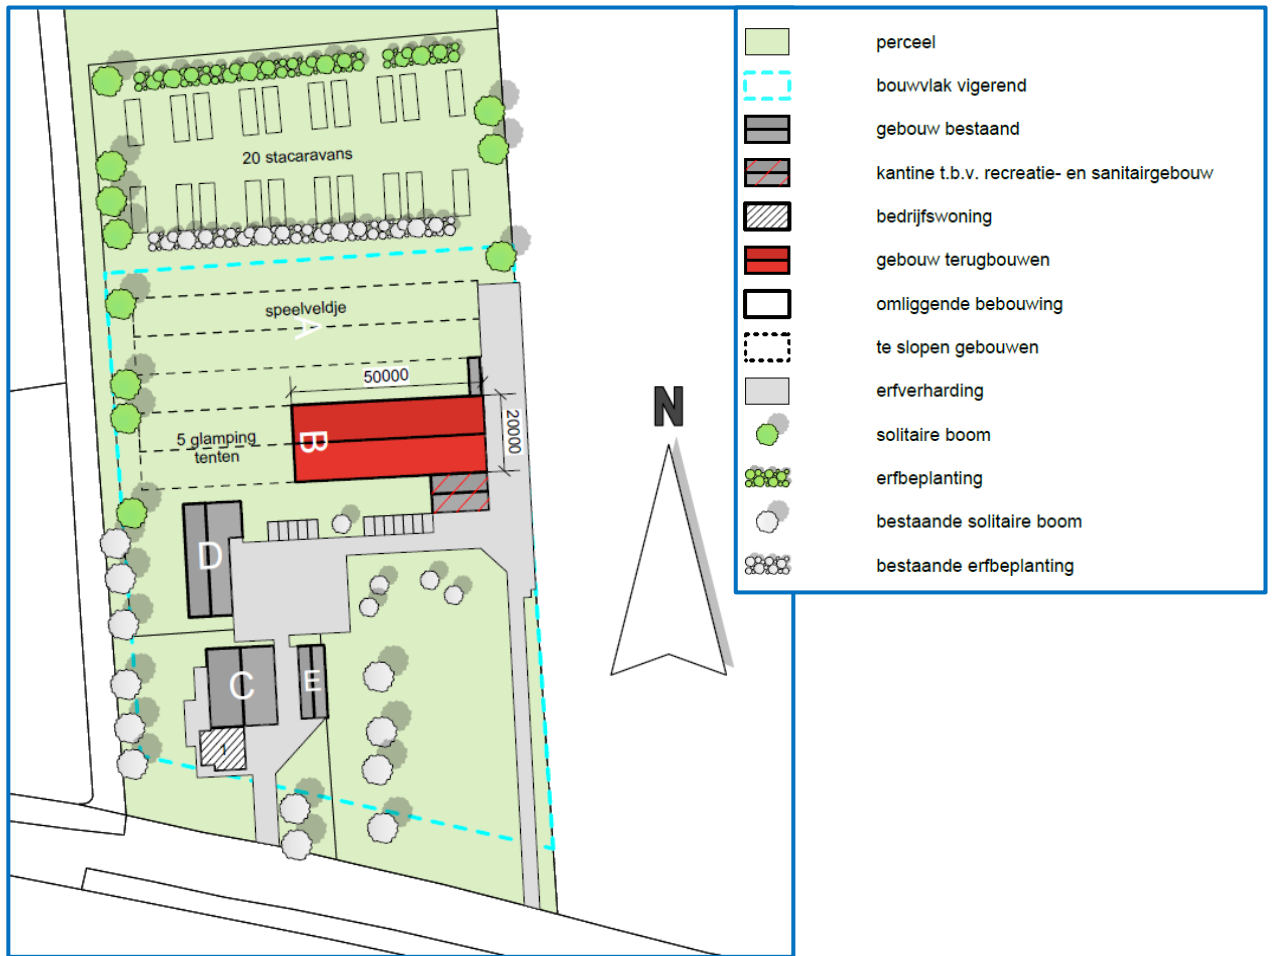 20 stacaravans
speelveldje
A
50000
20000
B
5 glamping
tenten
D
C
E
1
N
perceel
bouwvlak vigerend
gebouw bestaand
kantine t.b.v. recreatie- en sanitairgebouw
bedrijfswoning
gebouw terugbouwen
omliggende bebouwing
te slopen gebouwen
erfverharding
solitaire boom
erfbeplanting
bestaande solitaire boom
bestaande erfbeplanting